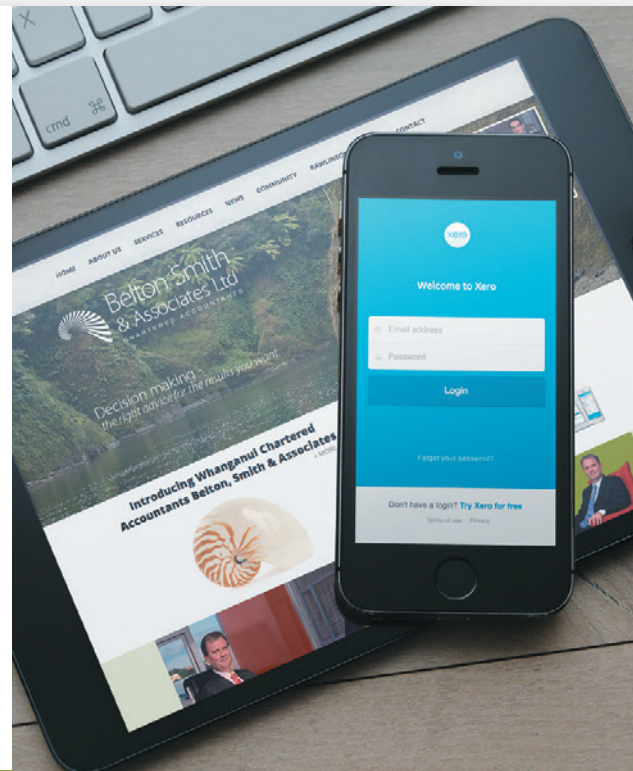 X
cmd ⌘
HOME ABOUT US SERVICES RESOURCES NEWS COMMUNITY CONTACT
Belton Smith
& Associates Ltd
CHARTERED ACCOUNTANTS
Decision making -
the right advice for the results you want
Introducing Whanganui Chartered
Accountants Belton, Smith & Associates
xero
Welcome to Xero
Email address
Password
Login
Forgot your password?
Don't have a login? Try Xero for free
Terms of use Privacy